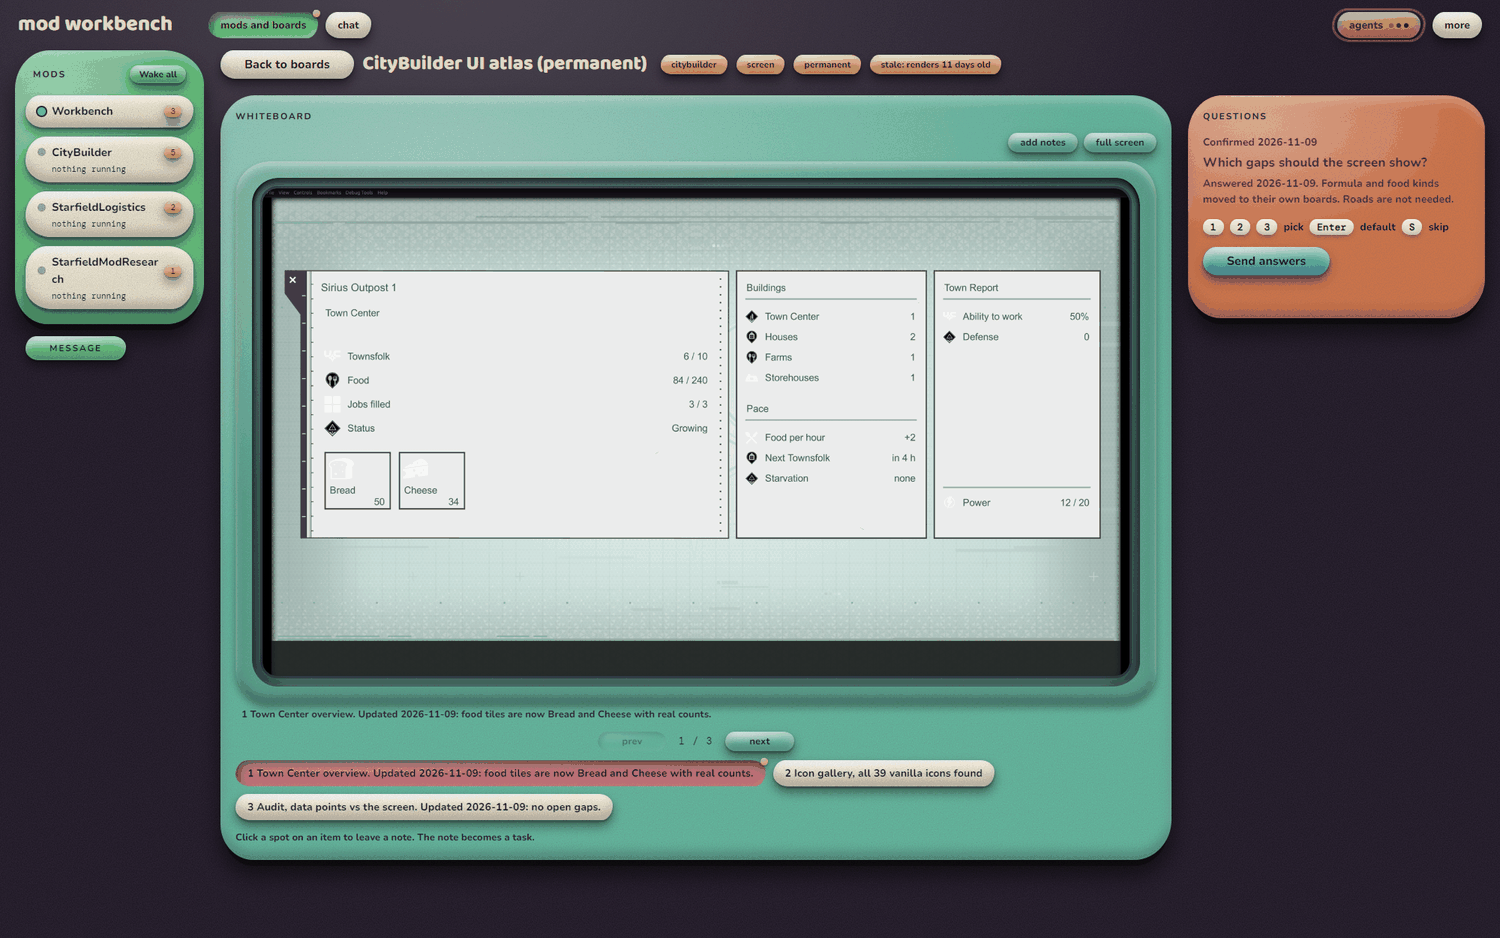 mod workbench
mods and boards
chat
agents
more
MODS
Wake all
Workbench 3
CityBuilder 5
nothing running
StarfieldLogistics 2
nothing running
StarfieldModResear
ch 1
nothing running
MESSAGE
Back to boards
CityBuilder UI atlas (permanent)
citybuilder
screen
permanent
stale: renders 11 days old
WHITEBOARD
add notes
full screen
View Controls Bookmarks Debug Tools Help
Sirius Outpost 1
Town Center
Townsfolk 6 / 10
Food 84 / 240
Jobs filled 3 / 3
Status Growing
Bread
50
Cheese
34
Buildings
Town Center 1
Houses 2
Farms 1
Storehouses 1
Pace
Food per hour +2
Next Townsfolk in 4 h
Starvation none
Town Report
Ability to work 50%
Defense 0
Power 12 / 20
1 Town Center overview. Updated 2026-11-09: food tiles are now Bread and Cheese with real counts.
prev
1 / 3
next
1 Town Center overview. Updated 2026-11-09: food tiles are now Bread and Cheese with real counts.
2 Icon gallery, all 39 vanilla icons found
3 Audit, data points vs the screen. Updated 2026-11-09: no open gaps.
Click a spot on an item to leave a note. The note becomes a task.
QUESTIONS
Confirmed 2026-11-09
Which gaps should the screen show?
Answered 2026-11-09. Formula and food kinds
moved to their own boards. Roads are not needed.
1 2 3 pick Enter default S skip
Send answers